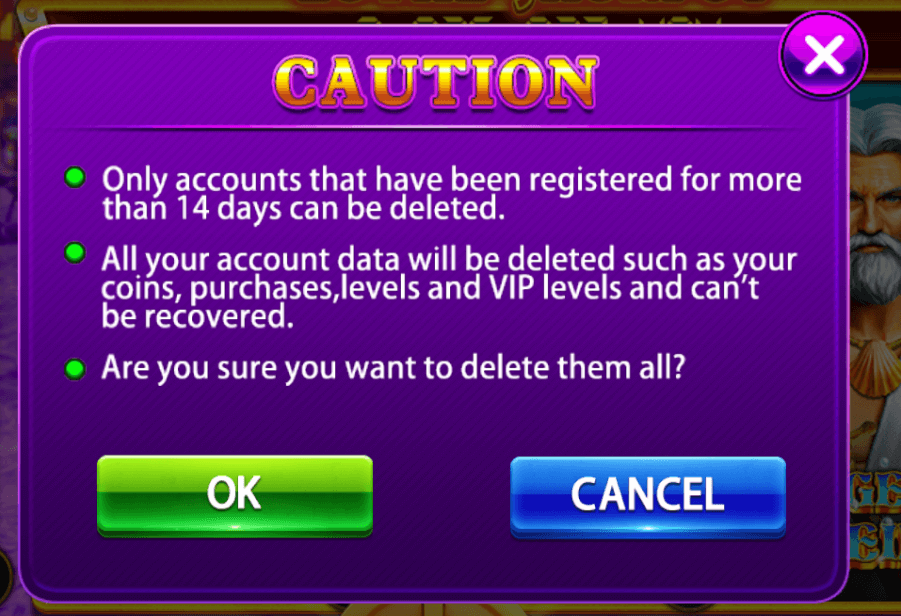 CAUTION
Only accounts that have been registered for more
than 14 days can be deleted.
All your account data will be deleted such as your
coins, purchases,levels and VIP levels and can't
be recovered.
Are you sure you want to delete them all?
OK
CANCEL